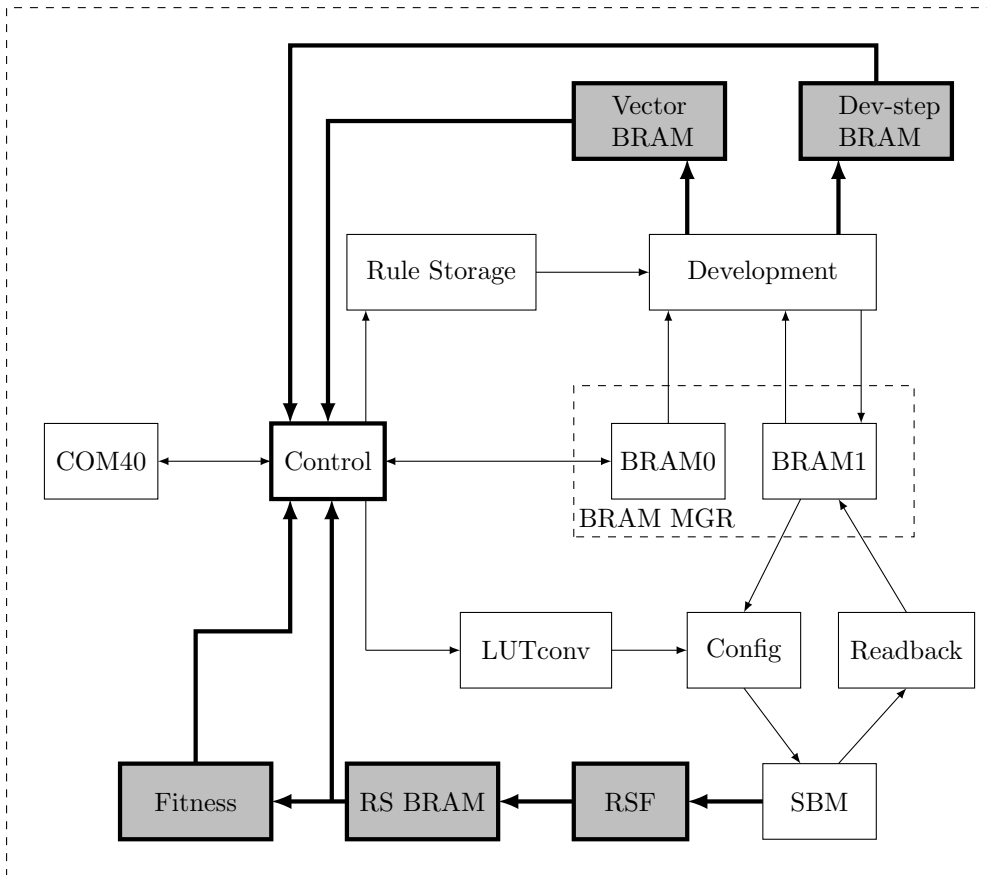 Vector
BRAM
Dev-step
BRAM
Rule Storage
Development
COM40
Control
BRAM0
BRAM1
BRAM MGR
LUTconv
Config
Readback
Fitness
RS BRAM
RSF
SBM